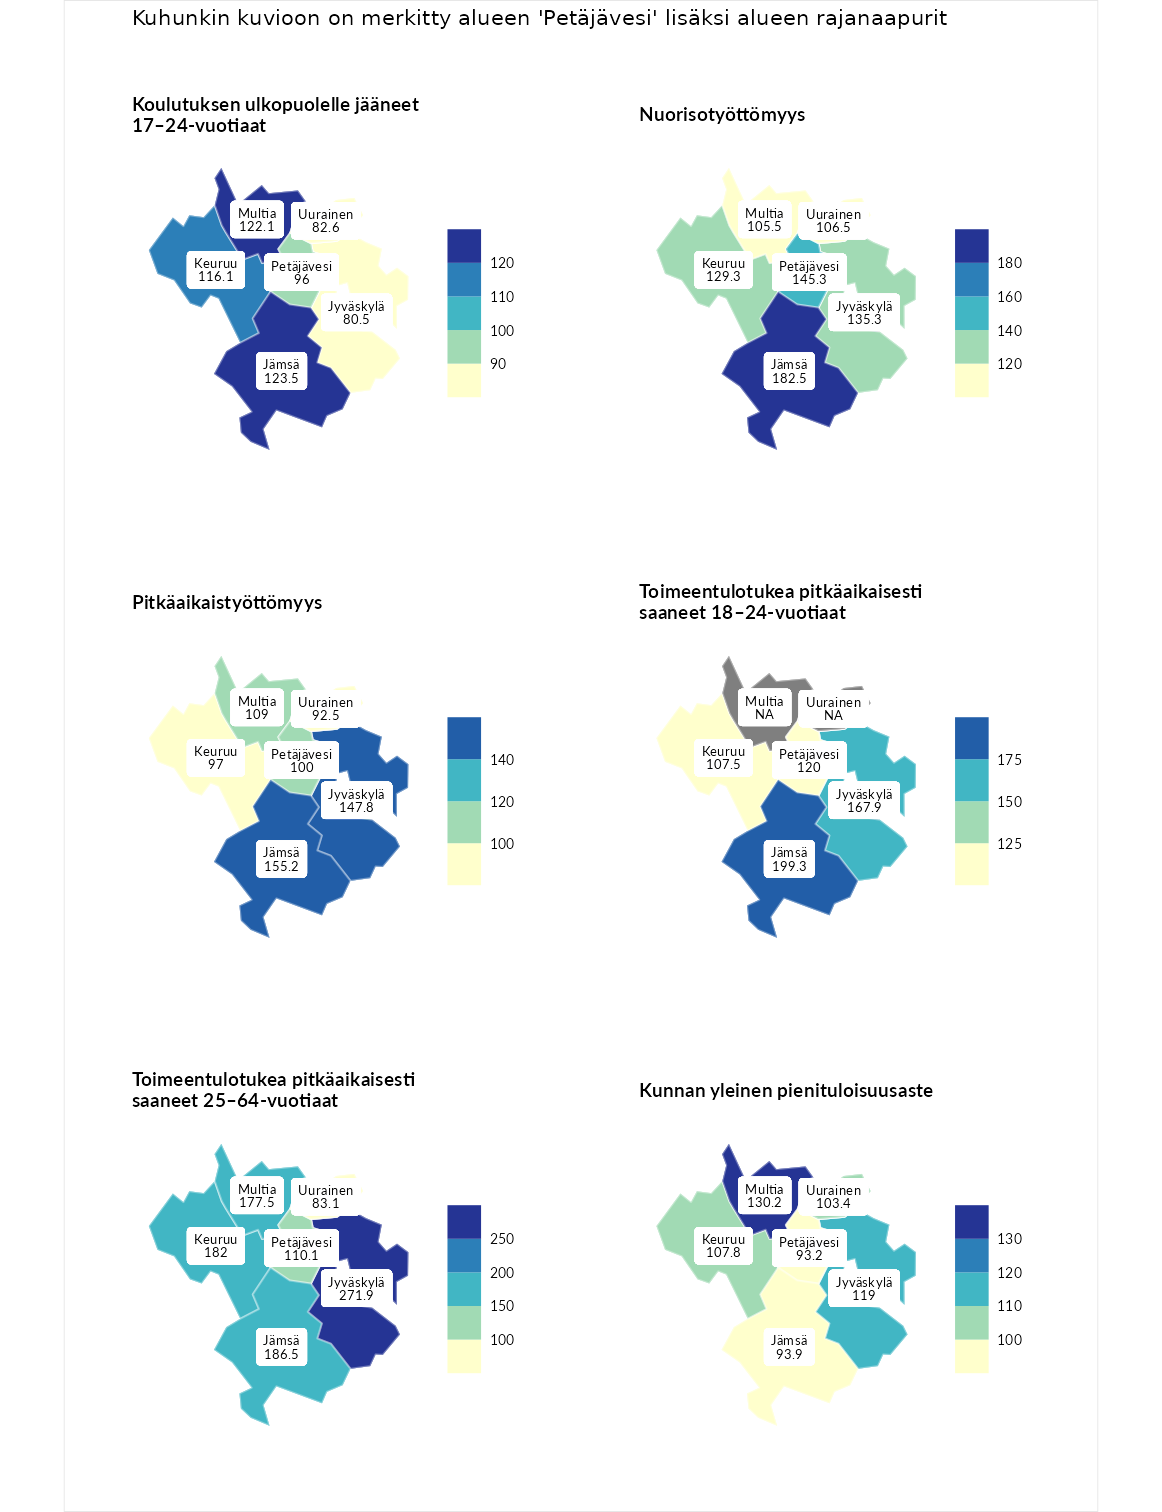 Kuhunkin kuvioon on merkitty alueen 'Petäjävesi' lisäksi alueen rajanaapurit
Koulutuksen ulkopuolelle jääneet
17–24-vuotiaat
Multia
122.1
Uurainen
82.6
Keuruu
116.1
Petäjävesi
96
Jyväskylä
80.5
Jämsä
123.5
120
110
100
90
Nuorisotyöttömyys
Multia
105.5
Uurainen
106.5
Keuruu
129.3
Petäjävesi
145.3
Jyväskylä
135.3
Jämsä
182.5
180
160
140
120
Pitkäaikaistyöttömyys
Multia
109
Uurainen
92.5
Keuruu
97
Petäjävesi
100
Jyväskylä
147.8
Jämsä
155.2
140
120
100
Toimeentulotukea pitkäaikaisesti
saaneet 18–24-vuotiaat
Multia
NA
Uurainen
NA
Keuruu
107.5
Petäjävesi
120
Jyväskylä
167.9
Jämsä
199.3
175
150
125
Toimeentulotukea pitkäaikaisesti
saaneet 25–64-vuotiaat
Multia
177.5
Uurainen
83.1
Keuruu
182
Petäjävesi
110.1
Jyväskylä
271.9
Jämsä
186.5
250
200
150
100
Kunnan yleinen pienituloisuusaste
Multia
130.2
Uurainen
103.4
Keuruu
107.8
Petäjävesi
93.2
Jyväskylä
119
Jämsä
93.9
130
120
110
100